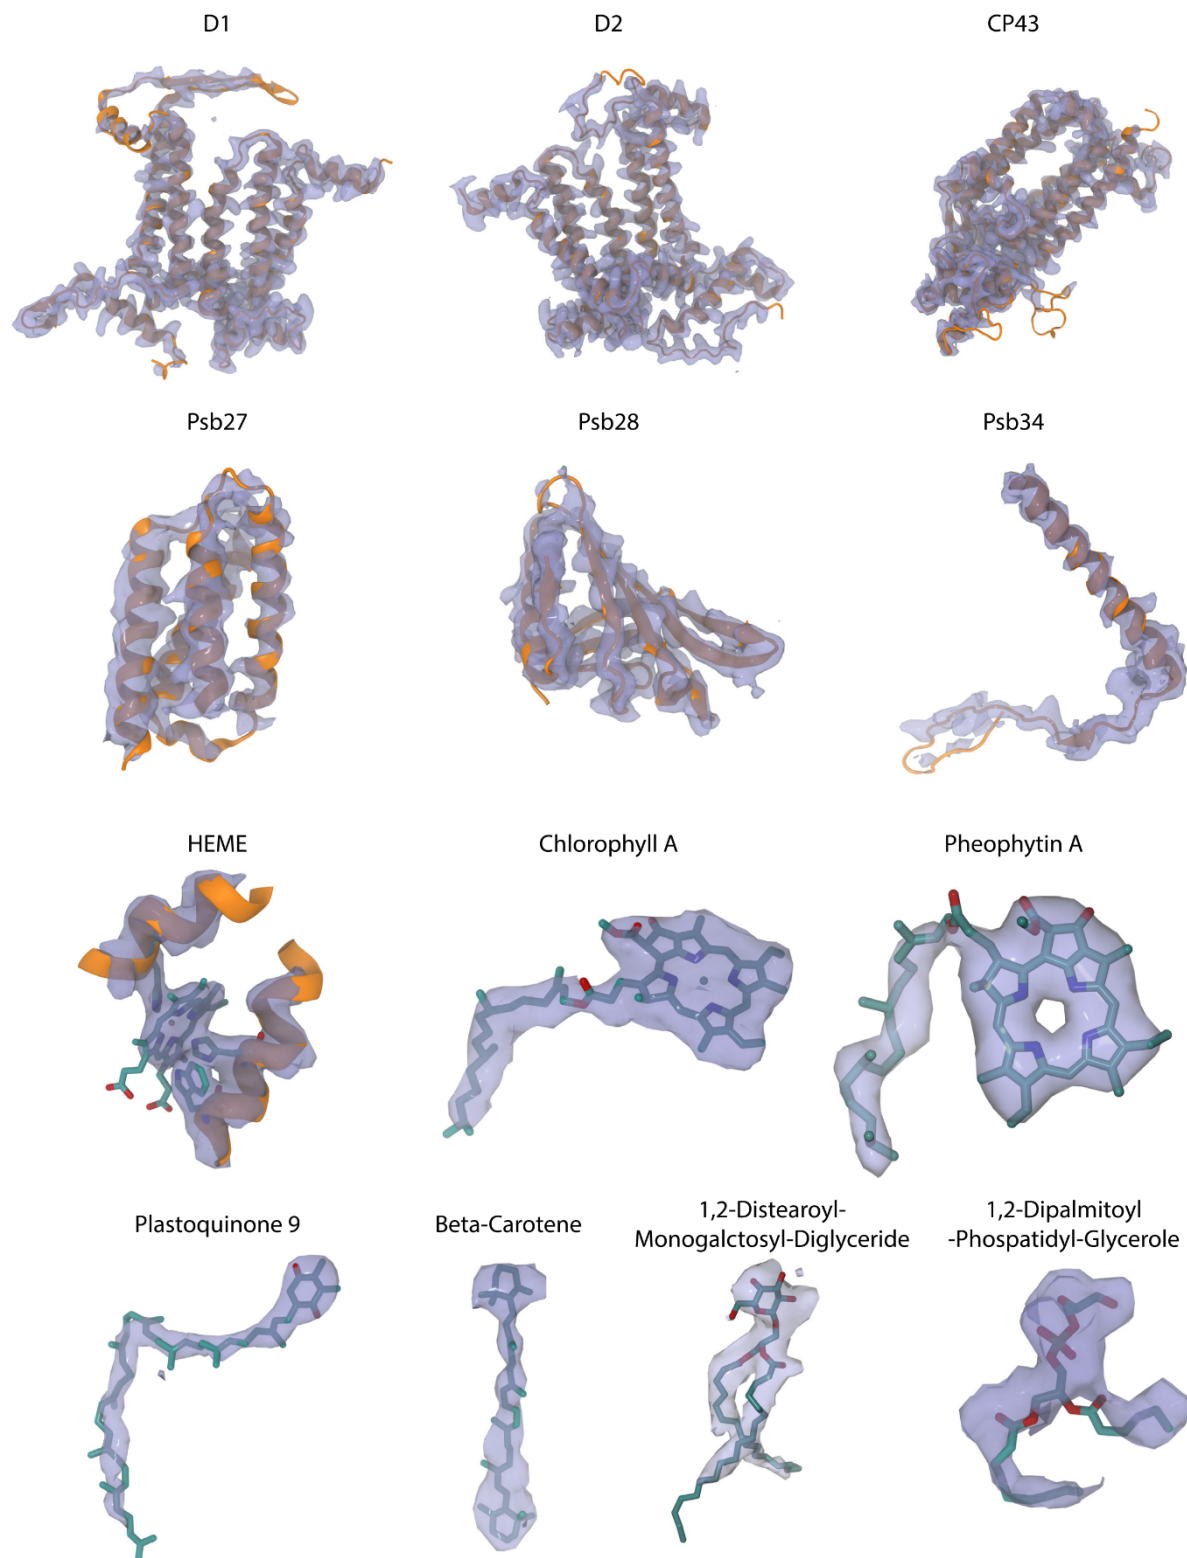 D1
D2
CP43
Psb27
Psb28
Psb34
HEME
Chlorophyll A
Pheophytin A
Plastoquinone 9
Beta-Carotene
1,2-Distearoyl-
Monogalctosyl-Diglyceride
1,2-Dipalmitoyl
-Phospatidyl-Glycerole